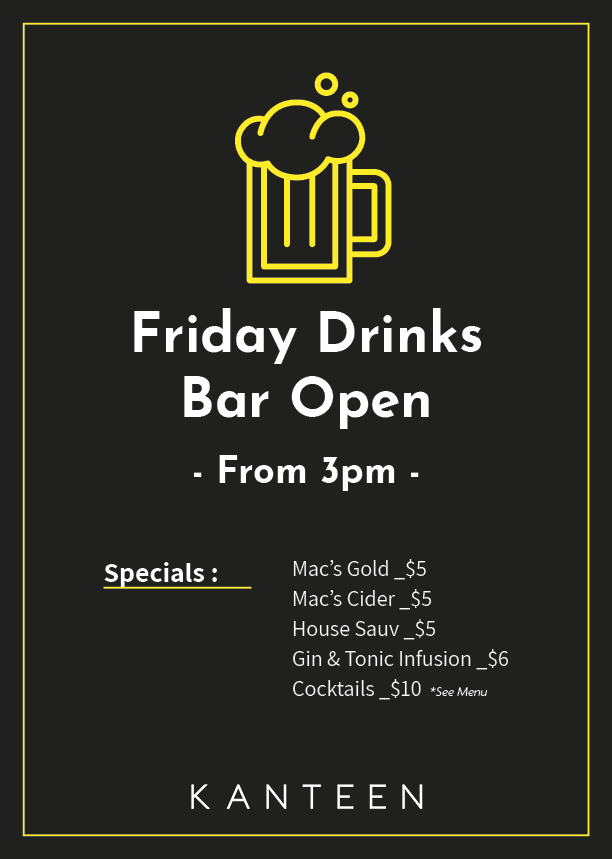 Friday Drinks
Bar Open
- From 3pm -
Specials :
Mac’s Gold _$5
Mac’s Cider _$5
House Sauv _$5
Gin & Tonic Infusion _$6
Cocktails _$10 *See Menu
KANTEEN